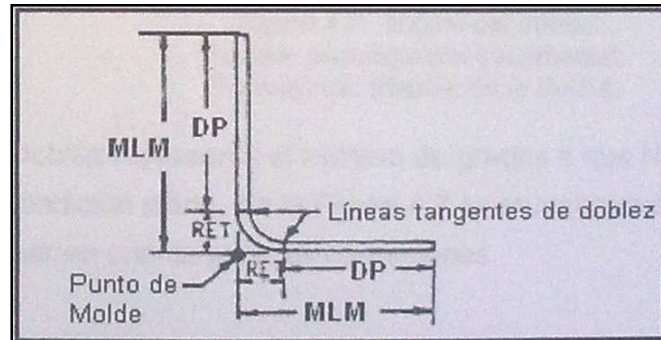 DP
MLM
RET
Líneas tangentes de doblez
RET
DP
Punto de
Molde
MLM